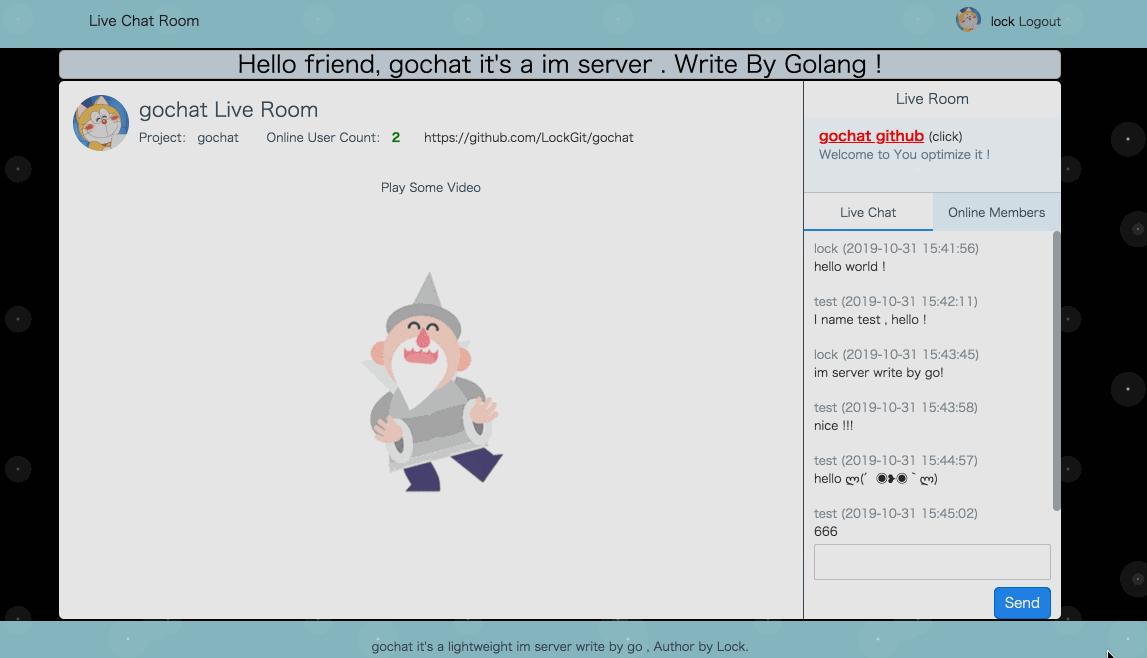 Live Chat Room
lock Logout
Hello friend, gochat it's a im server . Write By Golang !
gochat Live Room
Project: gochat Online User Count: 2 https://github.com/LockGit/gochat
Play Some Video
Live Room
gochat github (click)
Welcome to You optimize it !
Live Chat Online Members
lock (2019-10-31 15:41:56)
hello world !
test (2019-10-31 15:42:11)
I name test , hello !
lock (2019-10-31 15:43:45)
im server write by go!
test (2019-10-31 15:43:58)
nice !!!
test (2019-10-31 15:44:57)
hello ლ(′◉❥◉｀ლ)
test (2019-10-31 15:45:02)
666
Send
gochat it's a lightweight im server write by go , Author by Lock.